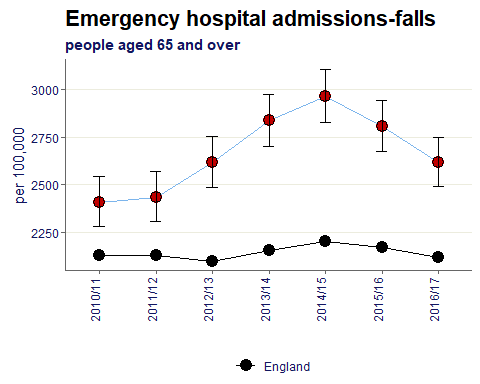 Emergency hospital admissions-falls
people aged 65 and over
per 100,000
3000
2750
2500
2250
2010/11
2011/12
2012/13
2013/14
2014/15
2015/16
2016/17
England